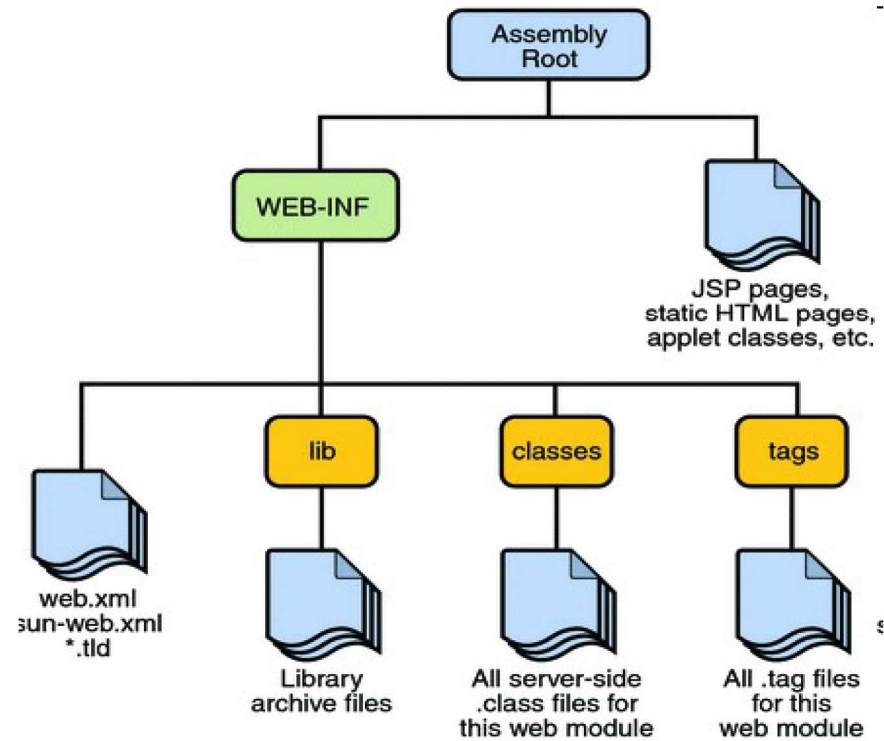 Assembly
Root
WEB-INF
JSP pages,
static HTML pages,
applet classes, etc.
lib
classes
tags
web.xml
sun-web.xml
*.tld
Library
archive files
All server-side
.class files for
this web module
All .tag files
for this
web module